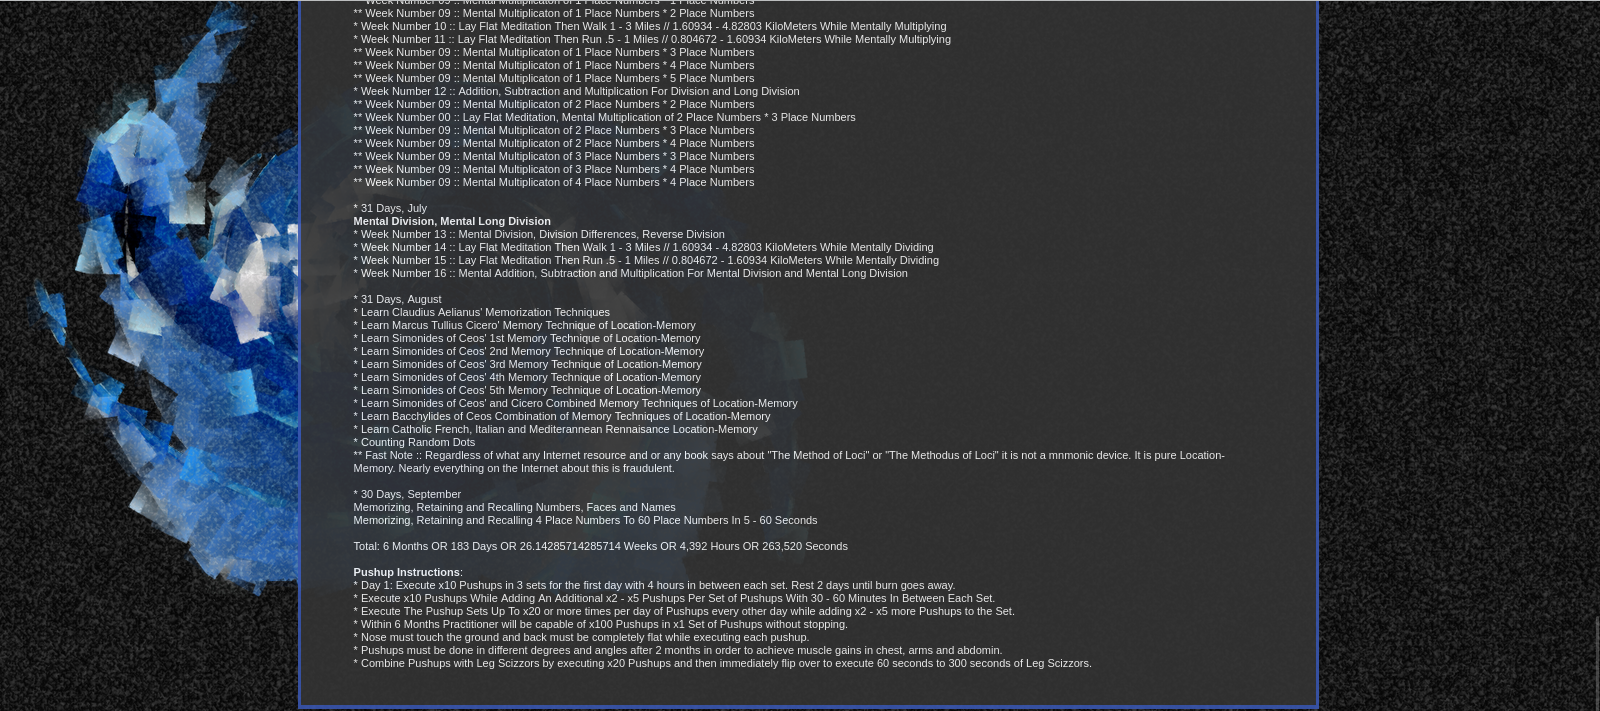 ** Week Number 09 :: Mental Multiplicaton of 1 Place Numbers * 1 Place Numbers
** Week Number 09 :: Mental Multiplicaton of 1 Place Numbers * 2 Place Numbers
* Week Number 10 :: Lay Flat Meditation Then Walk 1 - 3 Miles // 1.60934 - 4.82803 KiloMeters While Mentally Multiplying
* Week Number 11 :: Lay Flat Meditation Then Run .5 - 1 Miles // 0.804672 - 1.60934 KiloMeters While Mentally Multiplying
** Week Number 09 :: Mental Multiplicaton of 1 Place Numbers * 3 Place Numbers
** Week Number 09 :: Mental Multiplicaton of 1 Place Numbers * 4 Place Numbers
** Week Number 09 :: Mental Multiplicaton of 1 Place Numbers * 5 Place Numbers
* Week Number 12 :: Addition, Subtraction and Multiplication For Division and Long Division
** Week Number 09 :: Mental Multiplicaton of 2 Place Numbers * 2 Place Numbers
** Week Number 00 :: Lay Flat Meditation, Mental Multiplication of 2 Place Numbers * 3 Place Numbers
** Week Number 09 :: Mental Multiplicaton of 2 Place Numbers * 3 Place Numbers
** Week Number 09 :: Mental Multiplicaton of 2 Place Numbers * 4 Place Numbers
** Week Number 09 :: Mental Multiplicaton of 3 Place Numbers * 3 Place Numbers
** Week Number 09 :: Mental Multiplicaton of 3 Place Numbers * 4 Place Numbers
** Week Number 09 :: Mental Multiplicaton of 4 Place Numbers * 4 Place Numbers
* 31 Days, July
Mental Division, Mental Long Division
* Week Number 13 :: Mental Division, Division Differences, Reverse Division
* Week Number 14 :: Lay Flat Meditation Then Walk 1 - 3 Miles // 1.60934 - 4.82803 KiloMeters While Mentally Dividing
* Week Number 15 :: Lay Flat Meditation Then Run .5 - 1 Miles // 0.804672 - 1.60934 KiloMeters While Mentally Dividing
* Week Number 16 :: Mental Addition, Subtraction and Multiplication For Mental Division and Mental Long Division
* 31 Days, August
* Learn Claudius Aelianus' Memorization Techniques
* Learn Marcus Tullius Cicero' Memory Technique of Location-Memory
* Learn Simonides of Ceos' 1st Memory Technique of Location-Memory
* Learn Simonides of Ceos' 2nd Memory Technique of Location-Memory
* Learn Simonides of Ceos' 3rd Memory Technique of Location-Memory
* Learn Simonides of Ceos' 4th Memory Technique of Location-Memory
* Learn Simonides of Ceos' 5th Memory Technique of Location-Memory
* Learn Simonides of Ceos' and Cicero Combined Memory Techniques of Location-Memory
* Learn Bacchylides of Ceos Combination of Memory Techniques of Location-Memory
* Learn Catholic French, Italian and Mediterannean Rennaisance Location-Memory
* Counting Random Dots
** Fast Note :: Regardless of what any Internet resource and or any book says about "The Method of Loci" or "The Methodus of Loci" it is not a mnmonic device. It is pure Location-
Memory. Nearly everything on the Internet about this is fraudulent.
* 30 Days, September
Memorizing, Retaining and Recalling Numbers, Faces and Names
Memorizing, Retaining and Recalling 4 Place Numbers To 60 Place Numbers In 5 - 60 Seconds
Total: 6 Months OR 183 Days OR 26.14285714285714 Weeks OR 4,392 Hours OR 263,520 Seconds
Pushup Instructions:
* Day 1: Execute x10 Pushups in 3 sets for the first day with 4 hours in between each set. Rest 2 days until burn goes away.
* Execute x10 Pushups While Adding An Additional x2 - x5 Pushups Per Set of Pushups With 30 - 60 Minutes In Between Each Set.
* Execute The Pushup Sets Up To x20 or more times per day of Pushups every other day while adding x2 - x5 more Pushups to the Set.
* Within 6 Months Practitioner will be capable of x100 Pushups in x1 Set of Pushups without stopping.
* Nose must touch the ground and back must be completely flat while executing each pushup.
* Pushups must be done in different degrees and angles after 2 months in order to achieve muscle gains in chest, arms and abdomin.
* Combine Pushups with Leg Scizzors by executing x20 Pushups and then immediately flip over to execute 60 seconds to 300 seconds of Leg Scizzors.